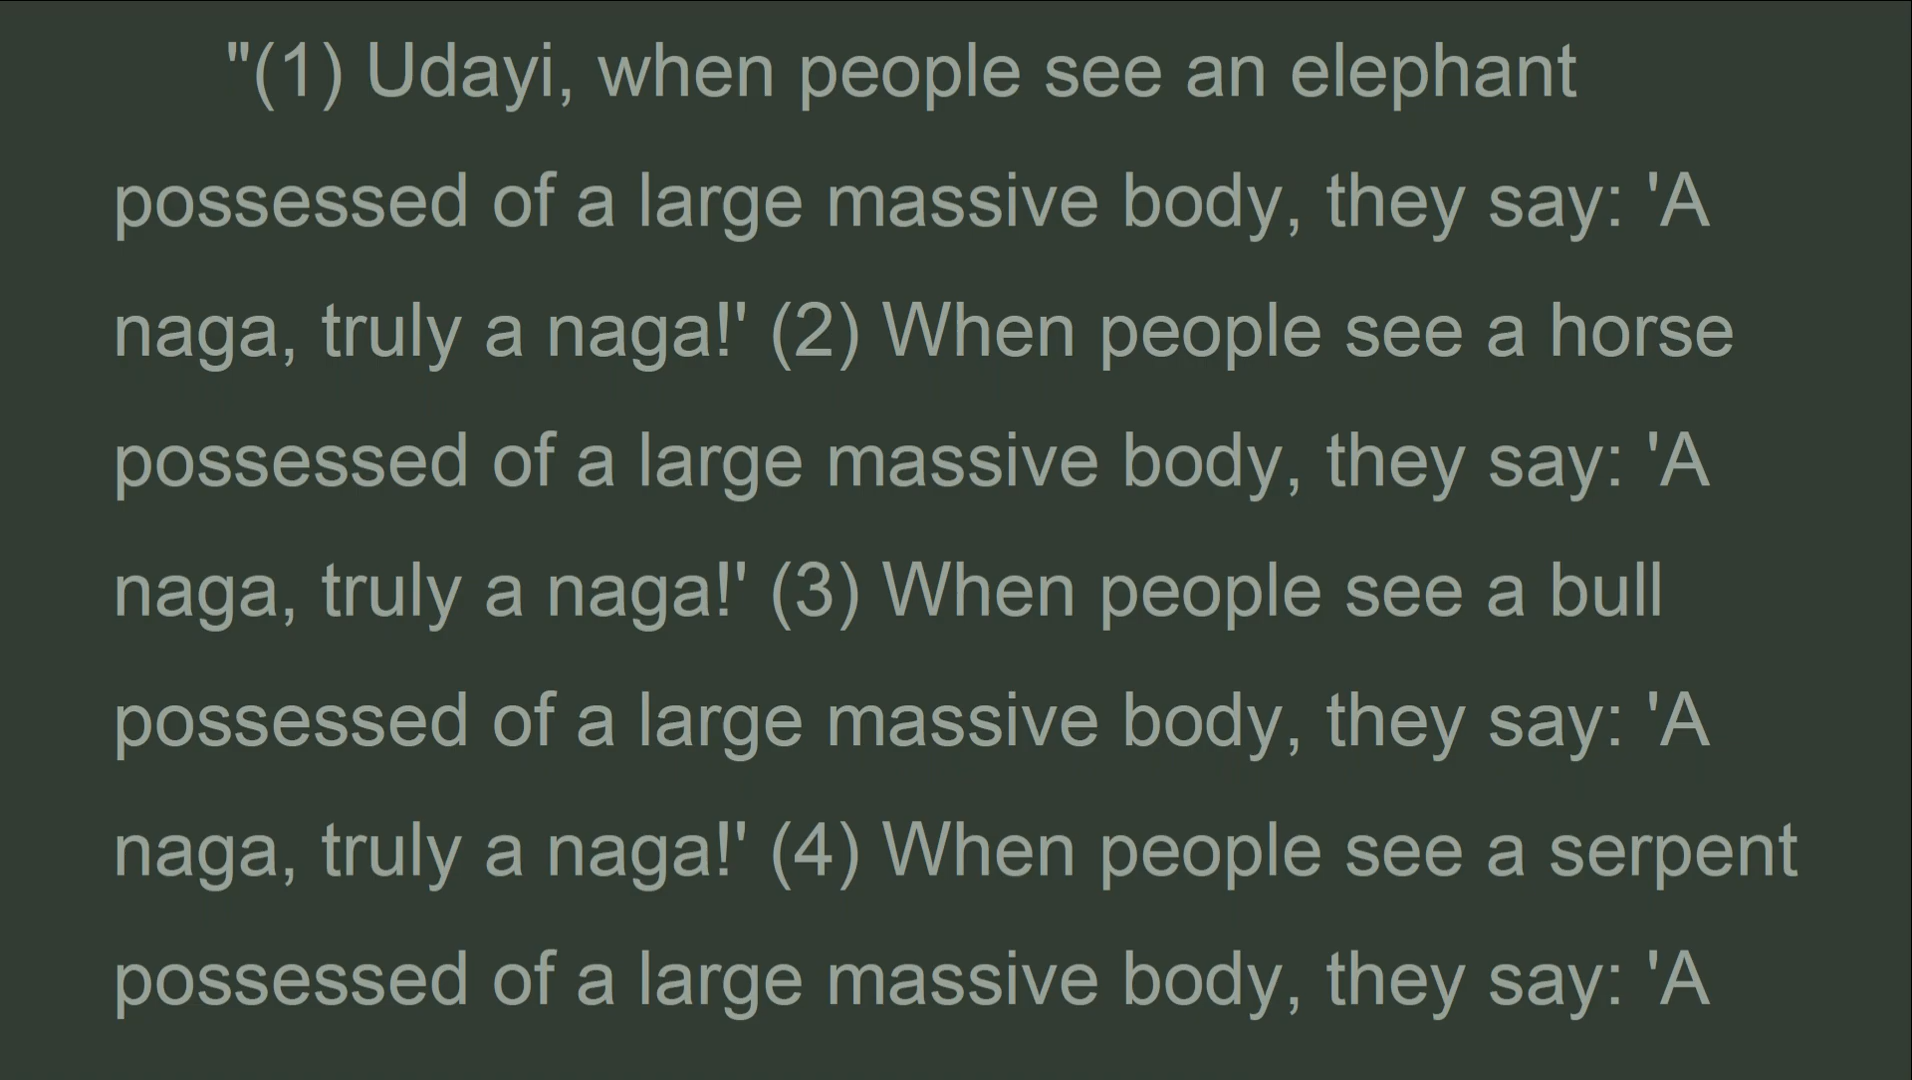 "(1) Udayi, when people see an elephant
possessed of a large massive body, they say: 'A
naga, truly a naga!' (2) When people see a horse
possessed of a large massive body, they say: 'A
naga, truly a naga!' (3) When people see a bull
possessed of a large massive body, they say: 'A
naga, truly a naga!' (4) When people see a serpent
possessed of a large massive body, they say: 'A